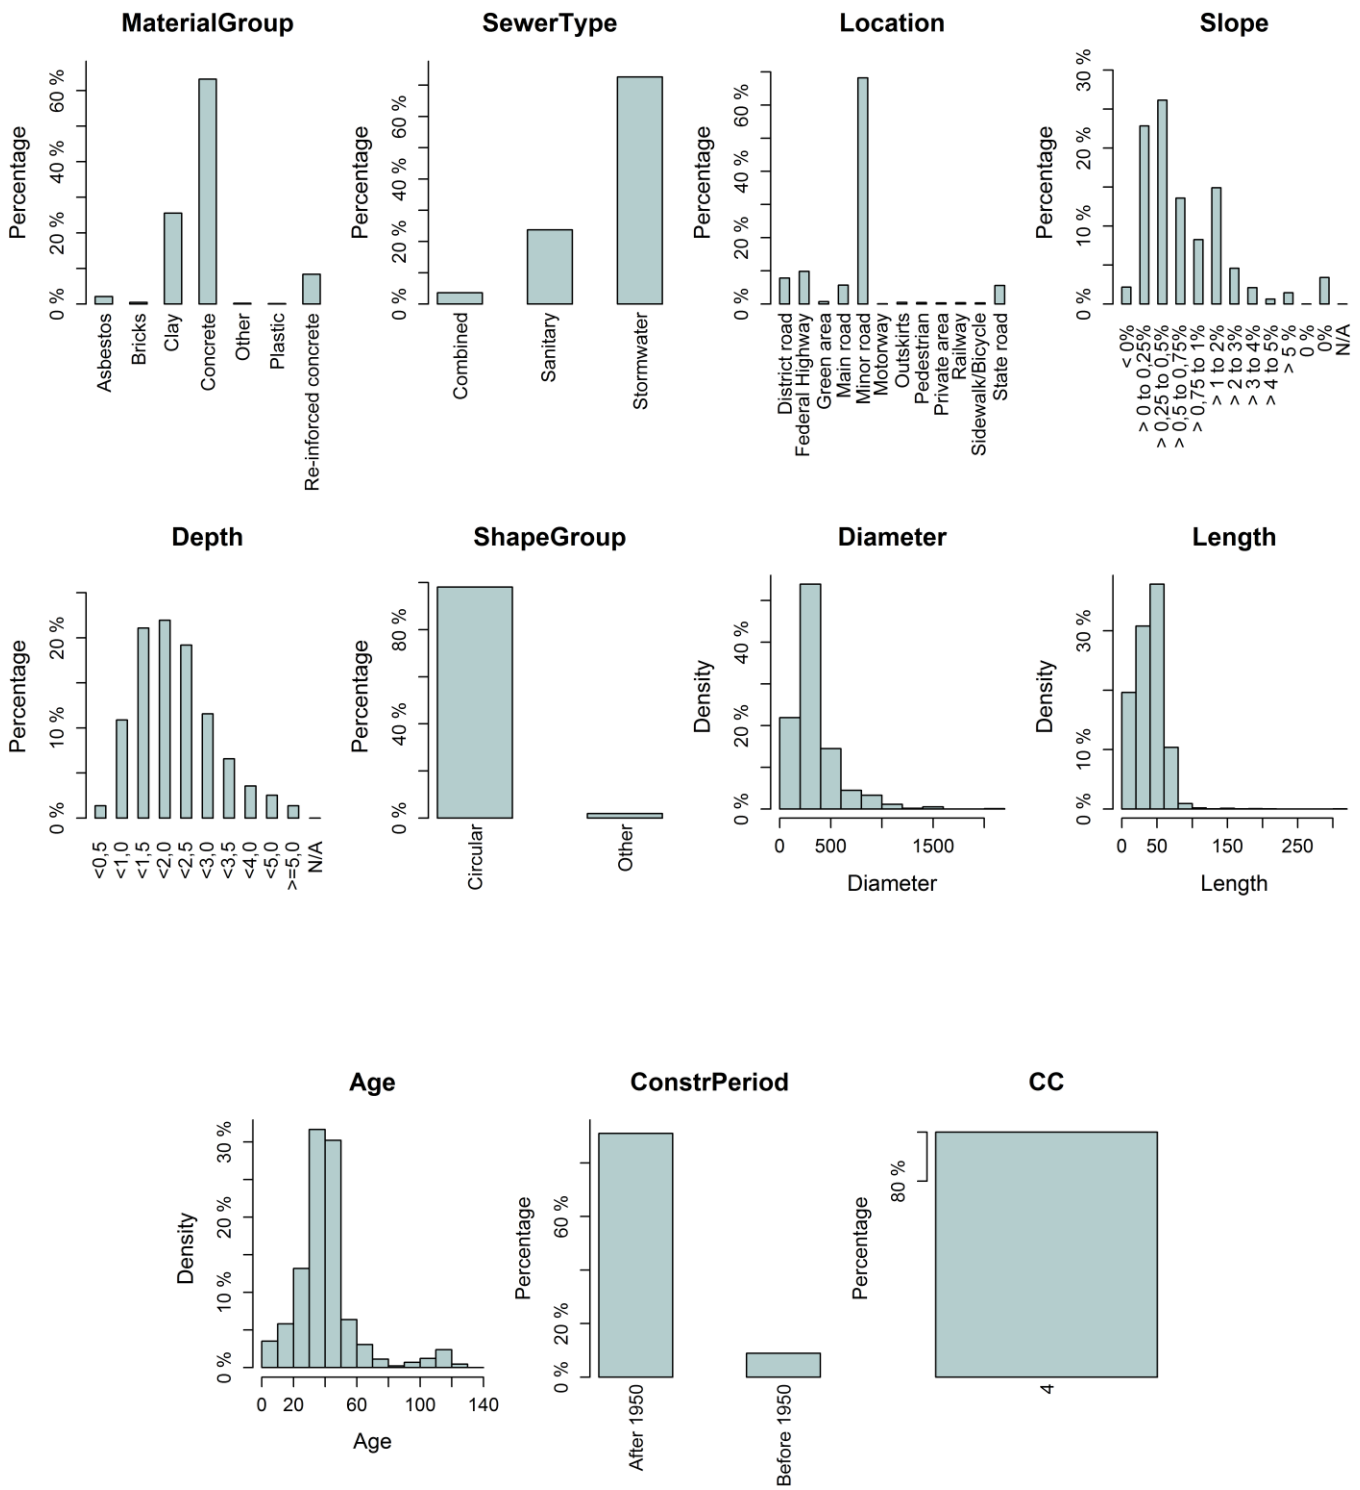 MaterialGroup
Percentage
0 %
20 %
40 %
60 %
Asbestos
Bricks
Clay
Concrete
Other
Plastic
Re-inforced concrete
SewerType
Percentage
0 %
20 %
40 %
60 %
Combined
Sanitary
Stormwater
Location
Percentage
0 %
20 %
40 %
60 %
District road
Federal Highway
Green area
Main road
Minor road
Motorway
Outskirts
Pedestrian
Private area
Railway
Sidewalk/Bicycle
State road
Slope
Percentage
0 %
10 %
20 %
30 %
< 0%
> 0 to 0,25%
> 0,25 to 0,5%
> 0,5 to 0,75%
> 0,75 to 1%
> 1 to 2%
> 2 to 3%
> 3 to 4%
> 4 to 5%
> 5 %
0 %
0%
N/A
Depth
Percentage
0 %
10 %
20 %
<0,5
<1,0
<1,5
<2,0
<2,5
<3,0
<3,5
<4,0
<5,0
>=5,0
N/A
ShapeGroup
Percentage
0 %
40 %
80 %
Circular
Other
Diameter
Density
0 %
20 %
40 %
0 500 1500
Diameter
Length
Density
0 %
10 %
30 %
0 50 150 250
Length
Age
Density
0 %
10 %
20 %
30 %
0 20 60 100 140
Age
ConstrPeriod
Percentage
0 %
20 %
60 %
After 1950
Before 1950
CC
Percentage
80 %
4